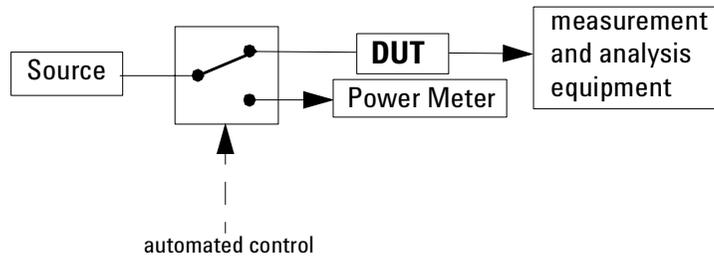 Source
DUT
Power Meter
measurement
and analysis
equipment
automated control